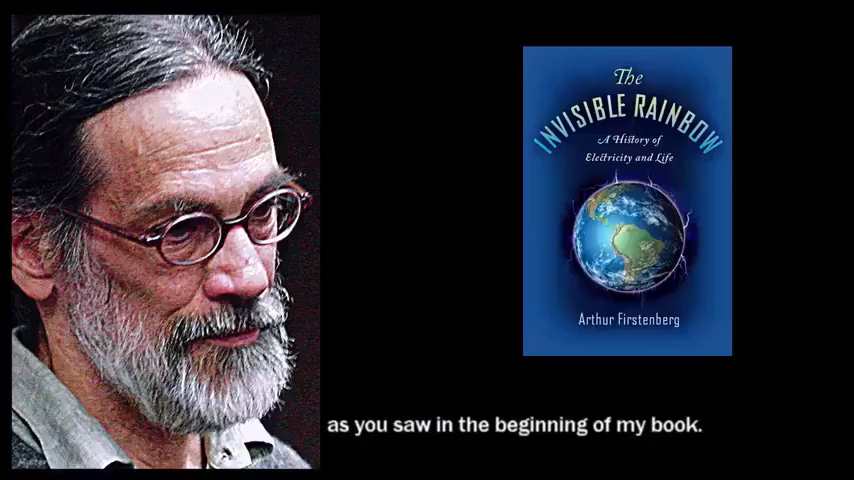 The
INVISIBLE RAINBOW
A History of
Electricity and Life
Arthur Firstenberg
as you saw in the beginning of my book.